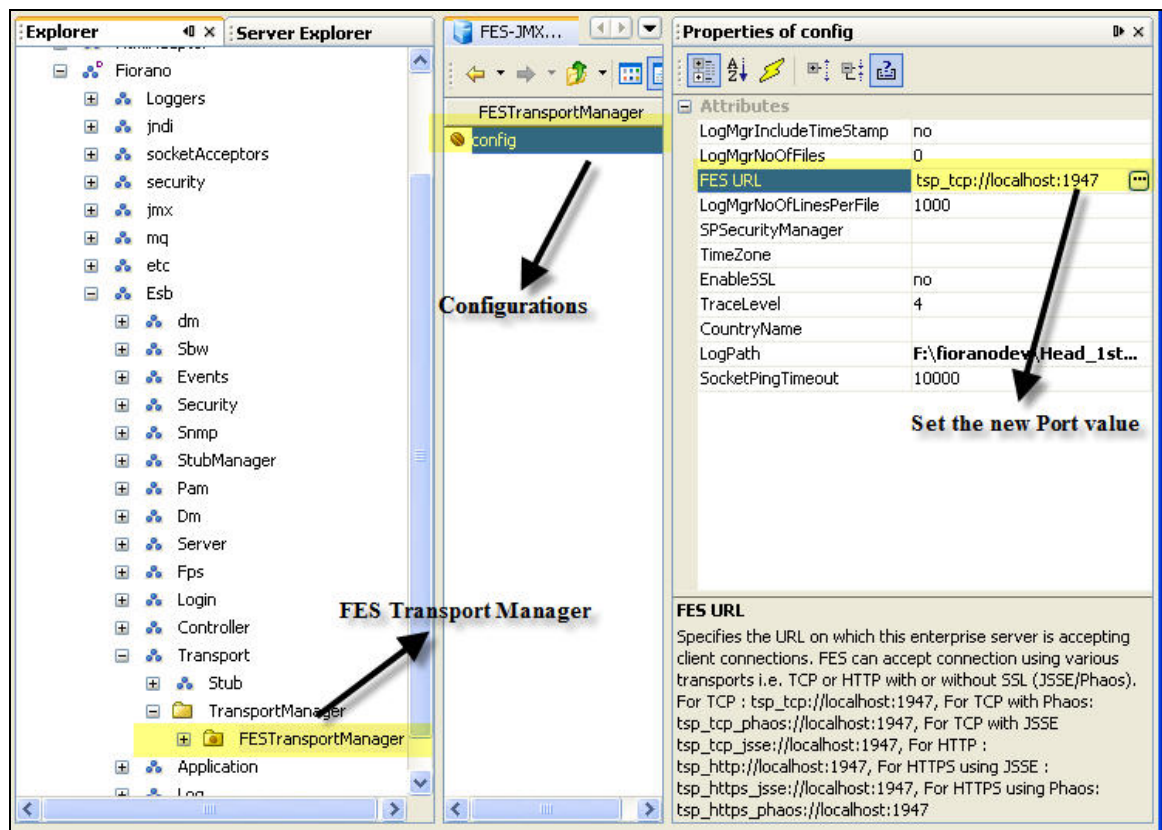 Explorer
Server Explorer
Fiorano
Loggers
jndi
socketAcceptors
security
jmx
mq
etc
Esb
dm
Sbw
Events
Security
Snmp
StubManager
Pam
Dm
Server
Fps
Login
Controller
Transport
Stub
TransportManager
FESTransportManager
Application
FES Transport Manager
FES-JMX...
FESTransportManager
config
Configurations
Properties of config
Attributes
LogMgrIncludeTimeStamp no
LogMgrNoOfFiles 0
FES URL tsp_tcp://localhost:1947
LogMgrNoOfLinesPerFile 1000
SPSecurityManager
TimeZone
EnableSSL no
TraceLevel 4
CountryName
LogPath F:\fioranodev\Head_1st...
SocketPingTimeout 10000
Set the new Port value
FES URL
Specifies the URL on which this enterprise server is accepting
client connections. FES can accept connection using various
transports i.e. TCP or HTTP with or without SSL (JSSE/Phaos).
For TCP : tsp_tcp://localhost:1947, For TCP with Phaos:
tsp_tcp_phaos://localhost:1947, For TCP with JSSE
tsp_tcp_jsse://localhost:1947, For HTTP :
tsp_http://localhost:1947, For HTTPS using JSSE :
tsp_https_jsse://localhost:1947, For HTTPS using Phaos:
tsp_https_phaos://localhost:1947